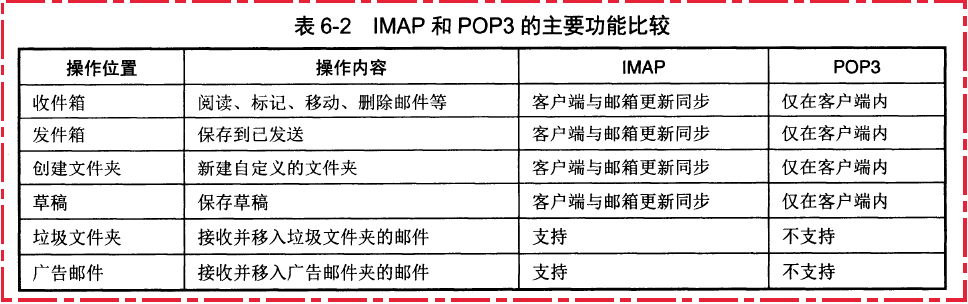 表 6-2 IMAP 和 POP3 的主要功能比较
操作位置 操作内容 IMAP POP3
收件箱 阅读、标记、移动、删除邮件等 客户端与邮箱更新同步 仅在客户端内
发件箱 保存到已发送 客户端与邮箱更新同步 仅在客户端内
创建文件夹 新建自定义的文件夹 客户端与邮箱更新同步 仅在客户端内
草稿 保存草稿 客户端与邮箱更新同步 仅在客户端内
垃圾文件夹 接收并移入垃圾文件夹的邮件 支持 不支持
广告邮件 接收并移入广告邮件夹的邮件 支持 不支持